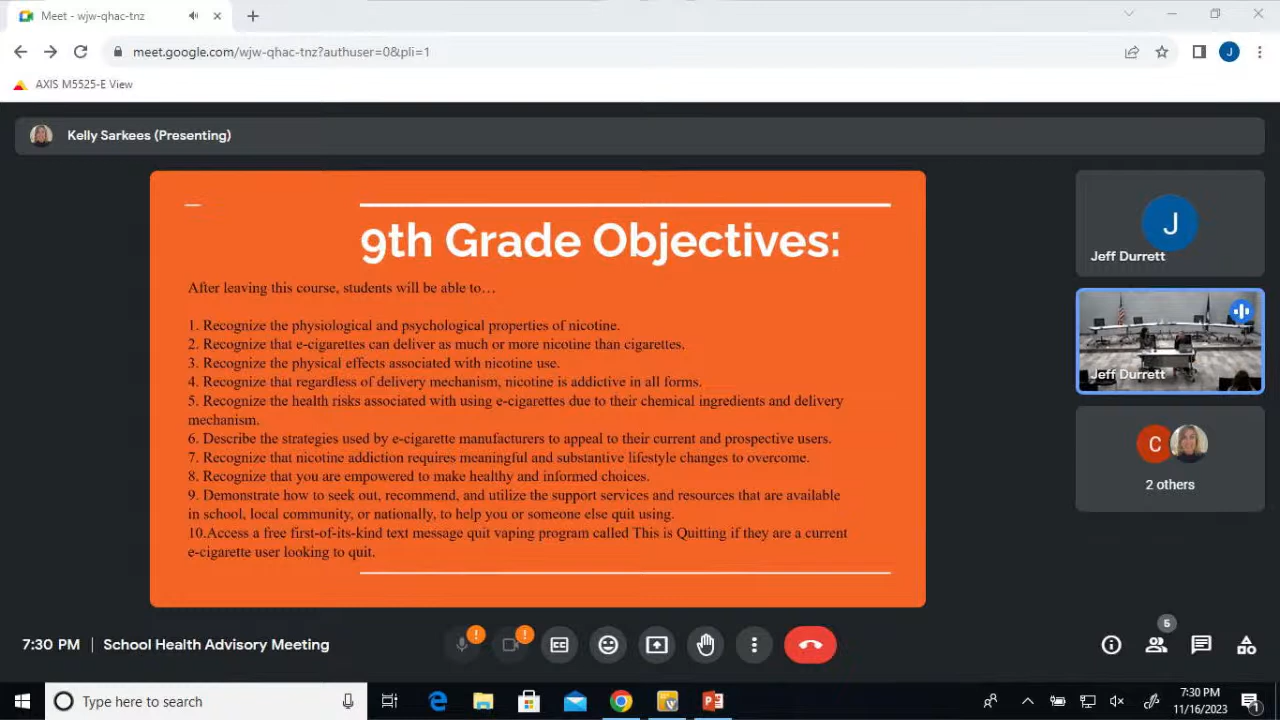 Meet - wjw-qhac-tnz
meet.google.com/wjw-qhac-tnz?authuser=0&pli=1
J
AXIS M5525-E View
Kelly Sarkees (Presenting)
9th Grade Objectives:
After leaving this course, students will be able to…
1. Recognize the physiological and psychological properties of nicotine.
2. Recognize that e-cigarettes can deliver as much or more nicotine than cigarettes.
3. Recognize the physical effects associated with nicotine use.
4. Recognize that regardless of delivery mechanism, nicotine is addictive in all forms.
5. Recognize the health risks associated with using e-cigarettes due to their chemical ingredients and delivery
mechanism.
6. Describe the strategies used by e-cigarette manufacturers to appeal to their current and prospective users.
7. Recognize that nicotine addiction requires meaningful and substantive lifestyle changes to overcome.
8. Recognize that you are empowered to make healthy and informed choices.
9. Demonstrate how to seek out, recommend, and utilize the support services and resources that are available
in school, local community, or nationally, to help you or someone else quit using.
10.Access a free first-of-its-kind text message quit vaping program called This is Quitting if they are a current
e-cigarette user looking to quit.
J
Jeff Durrett
Jeff Durrett
C
2 others
7:30 PM | School Health Advisory Meeting
!
!
CC
5
Type here to search
7:30 PM
11/16/2023
1